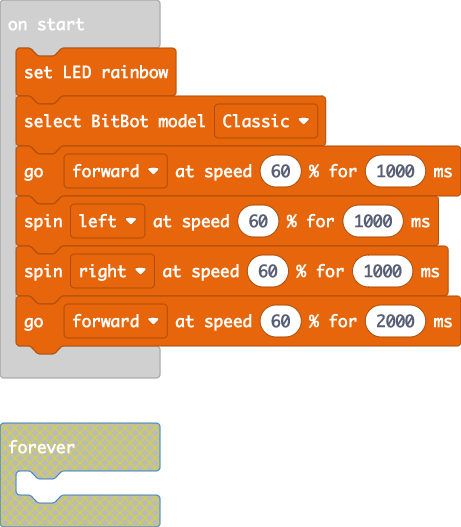 on start
set LED rainbow
select BitBot model Classic
go forward at speed 60 % for 1000 ms
spin left at speed 60 % for 1000 ms
spin right at speed 60 % for 1000 ms
go forward at speed 60 % for 2000 ms
forever